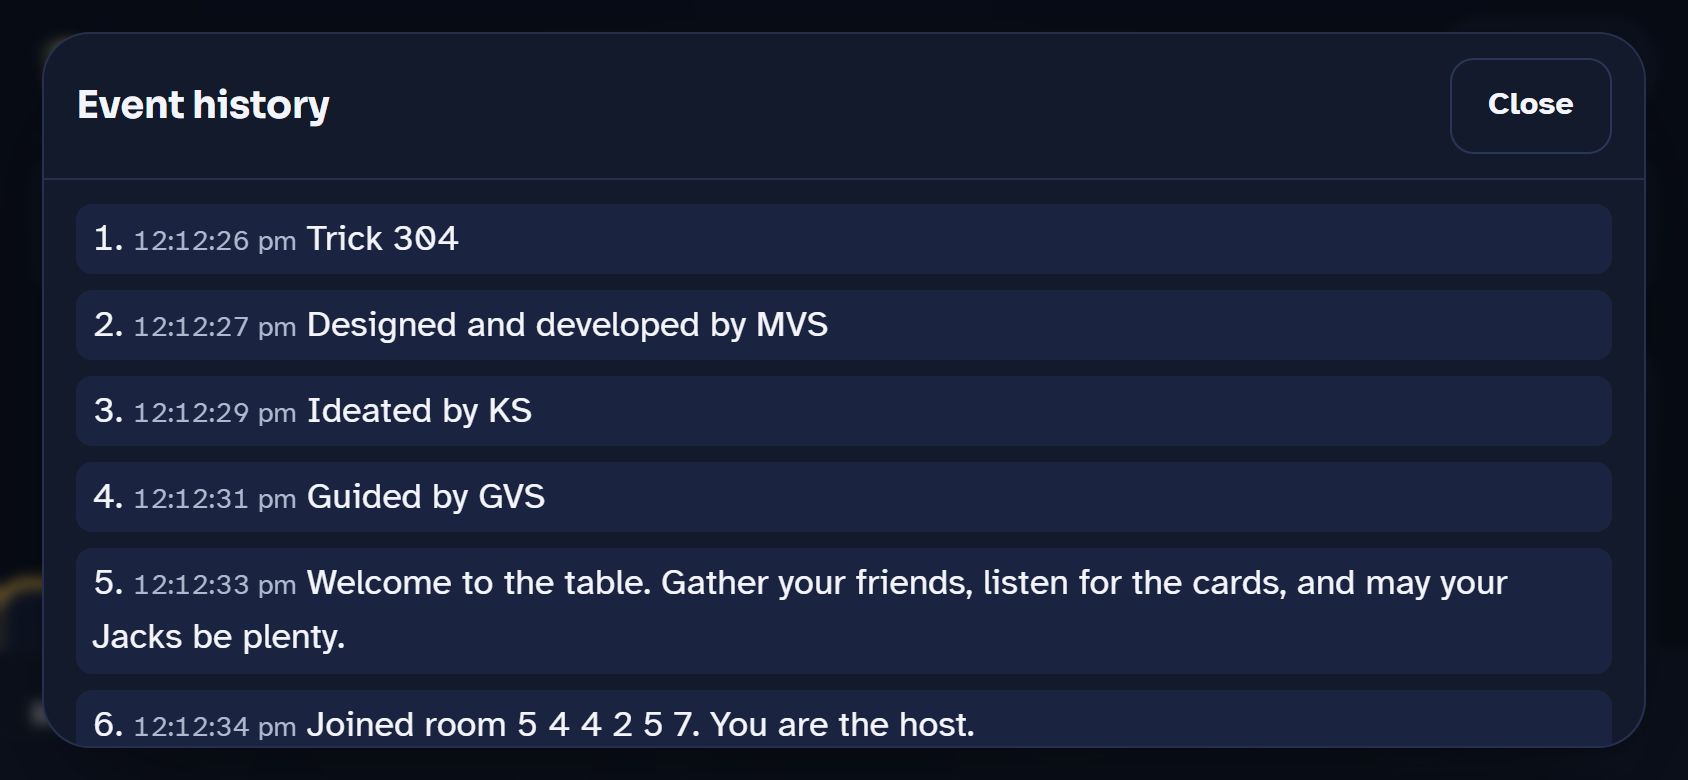 Event history
Close
1. 12:12:26 pm Trick 304
2. 12:12:27 pm Designed and developed by MVS
3. 12:12:29 pm Ideated by KS
4. 12:12:31 pm Guided by GVS
5. 12:12:33 pm Welcome to the table. Gather your friends, listen for the cards, and may your
Jacks be plenty.
6. 12:12:34 pm Joined room 5 4 4 2 5 7. You are the host.